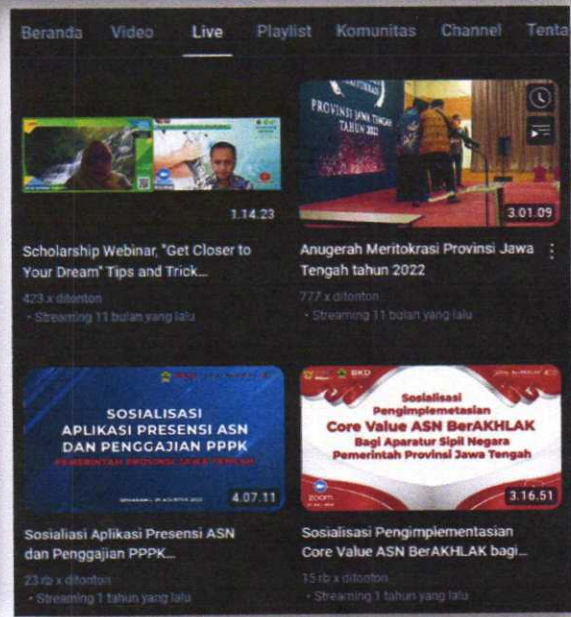 Beranda Video Live Playlist Komunitas Channel Tenta
1.14.23
PROVINSI JAWA TENGAH
TAHUN 2022
3.01.09
Scholarship Webinar, "Get Closer to
Your Dream" Tips and Trick...
423 x ditonton
• Streaming 11 bulan yang lalu
Anugerah Meritokrasi Provinsi Jawa
Tengah tahun 2022
777 x ditonton
• Streaming 11 bulan yang lalu
BKD
SOSIALISASI
APLIKASI PRESENSI ASN
DAN PENGGAJIAN PPPK
PEMERINTAH PROVINSI JAWA TENGAH
4.07.11
BKD
Sosialisasi
Pengimplemetasian
Core Value ASN BerAKHLAK
Bagi Aparatur Sipil Negara
Pemerintah Provinsi Jawa Tengah
zoom
3.16.51
Sosialiasi Aplikasi Presensi ASN
dan Penggajian PPPK...
23 rb x ditonton
• Streaming 1 tahun yang lalu
Sosialisasi Pengimplementasian
Core Value ASN BerAKHLAK bagi...
15 rb x ditonton
• Streaming 1 tahun yang lalu